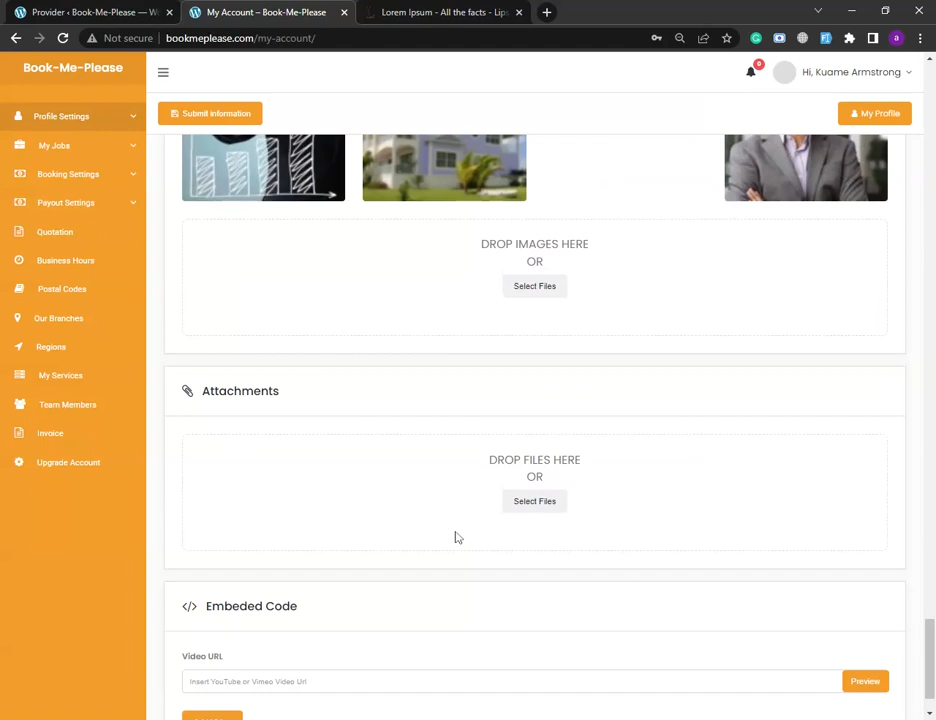 Provider ‹ Book-Me-Please — W
My Account – Book-Me-Please
Lorem Ipsum - All the facts - Lips
Not secure
bookmeplease.com/my-account/
Book-Me-Please
0
Hi, Kuame Armstrong
Submit information
My Profile
Profile Settings
My Jobs
Booking Settings
Payout Settings
Quotation
Business Hours
Postal Codes
Our Branches
Regions
My Services
Team Members
Invoice
Upgrade Account
DROP IMAGES HERE
OR
Select Files
Attachments
DROP FILES HERE
OR
Select Files
</> Embeded Code
Video URL
Insert YouTube or Vimeo Video Url
Preview